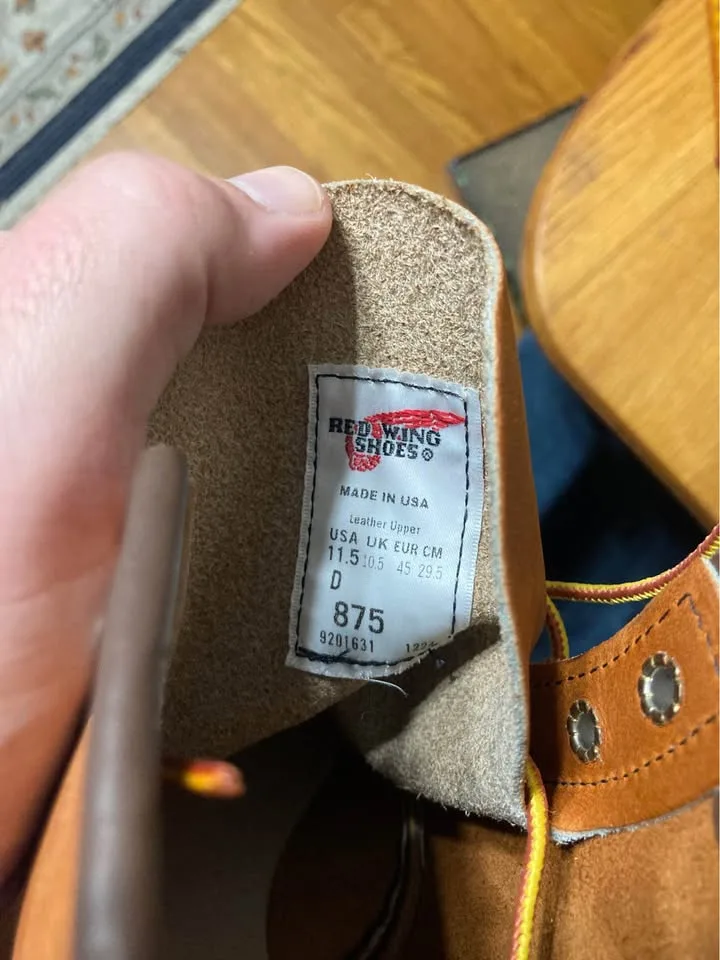 RED WING
SHOES®
MADE IN USA
Leather Upper
USA UK EUR CM
11.5 10.5 45 29.5
D
875
9201631